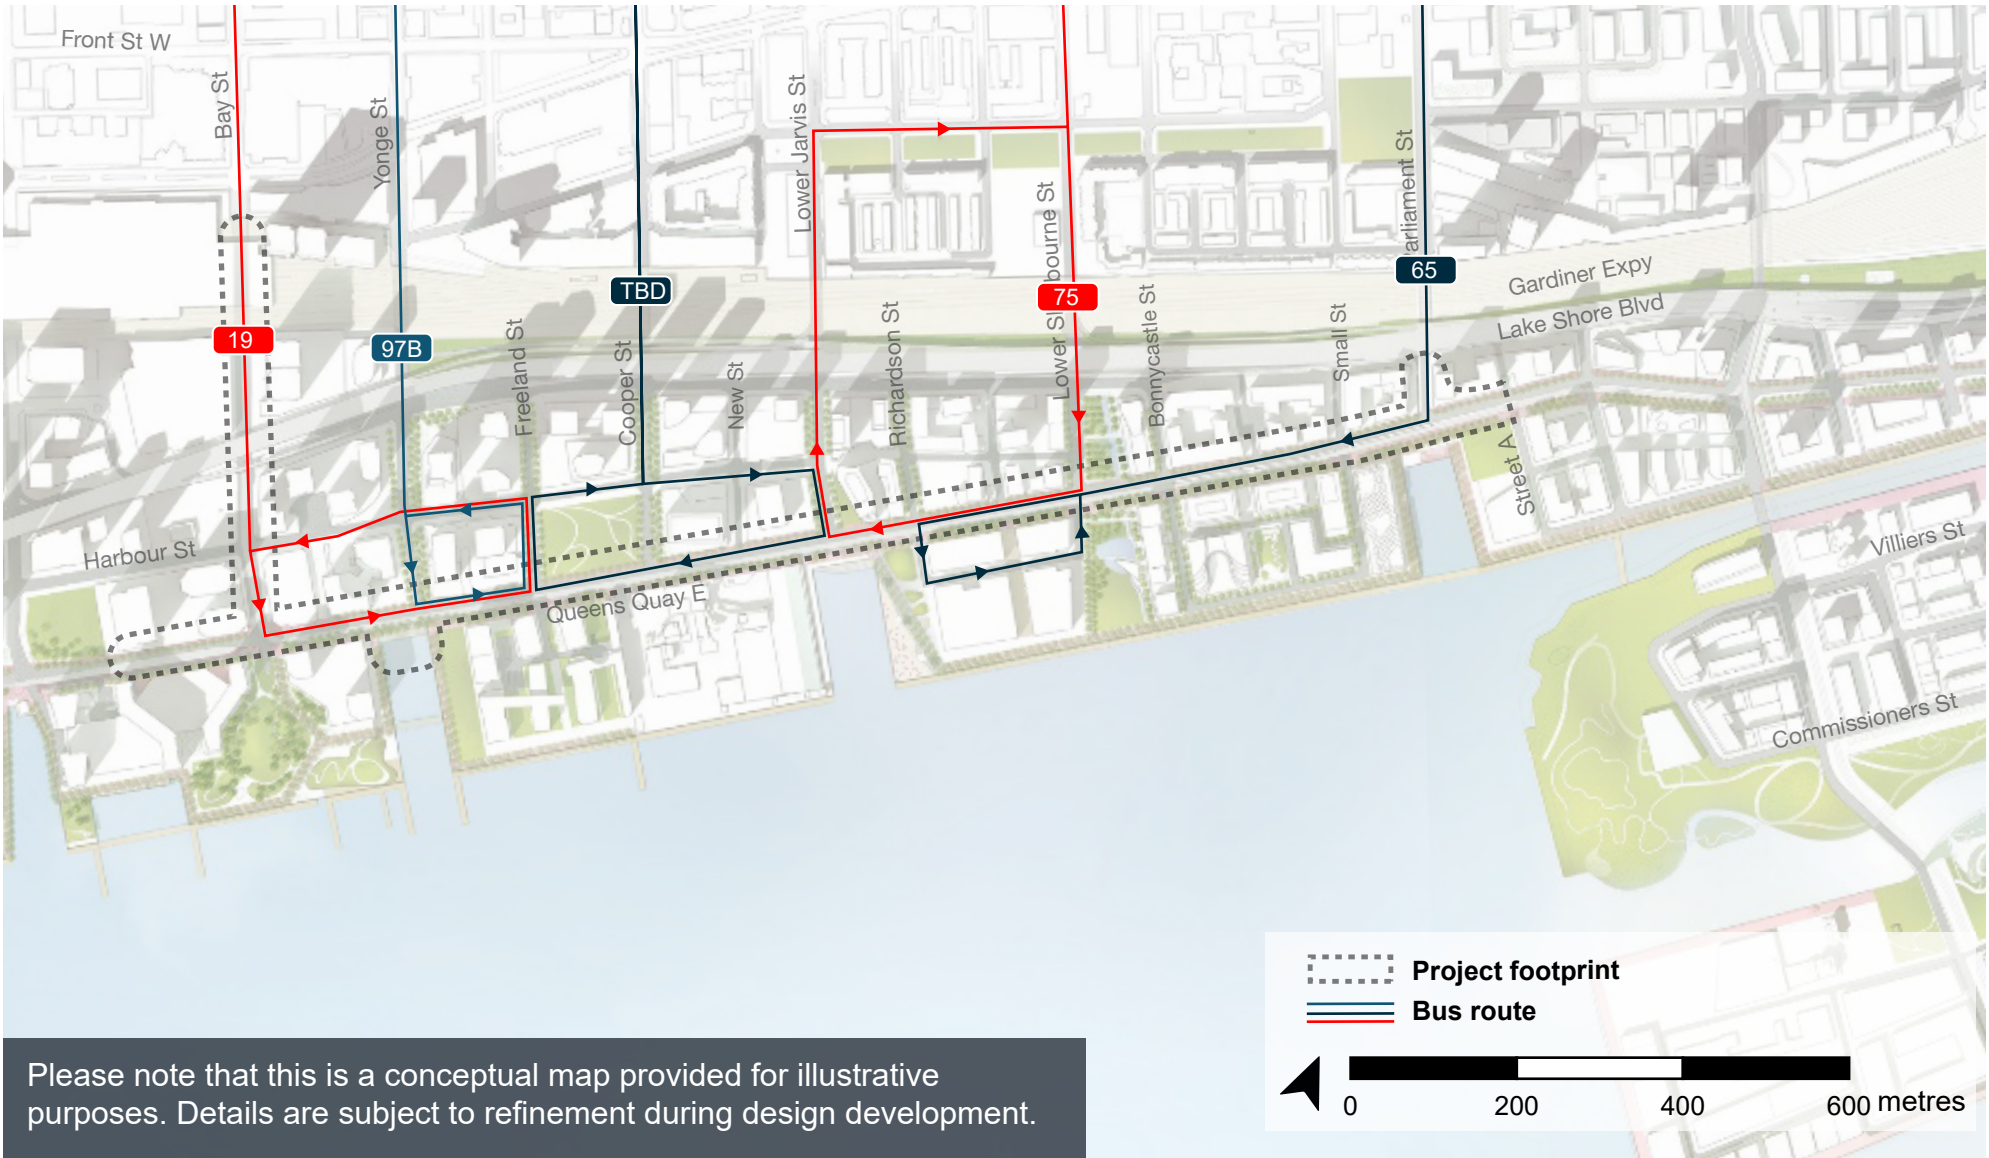 Front St W
Bay St
Yonge St
Lower Jarvis St
Lower Sh
bourne St
arliament St
Gardiner Expy
Lake Shore Blvd
19
97B
TBD
75
65
Freeland St
Cooper St
New St
Richardson St
Bonnycastle St
Small St
Street A
Harbour St
Queens Quay E
Villiers St
Commissioners St
Project footprint
Bus route
0 200 400 600 metres
Please note that this is a conceptual map provided for illustrative
purposes. Details are subject to refinement during design development.